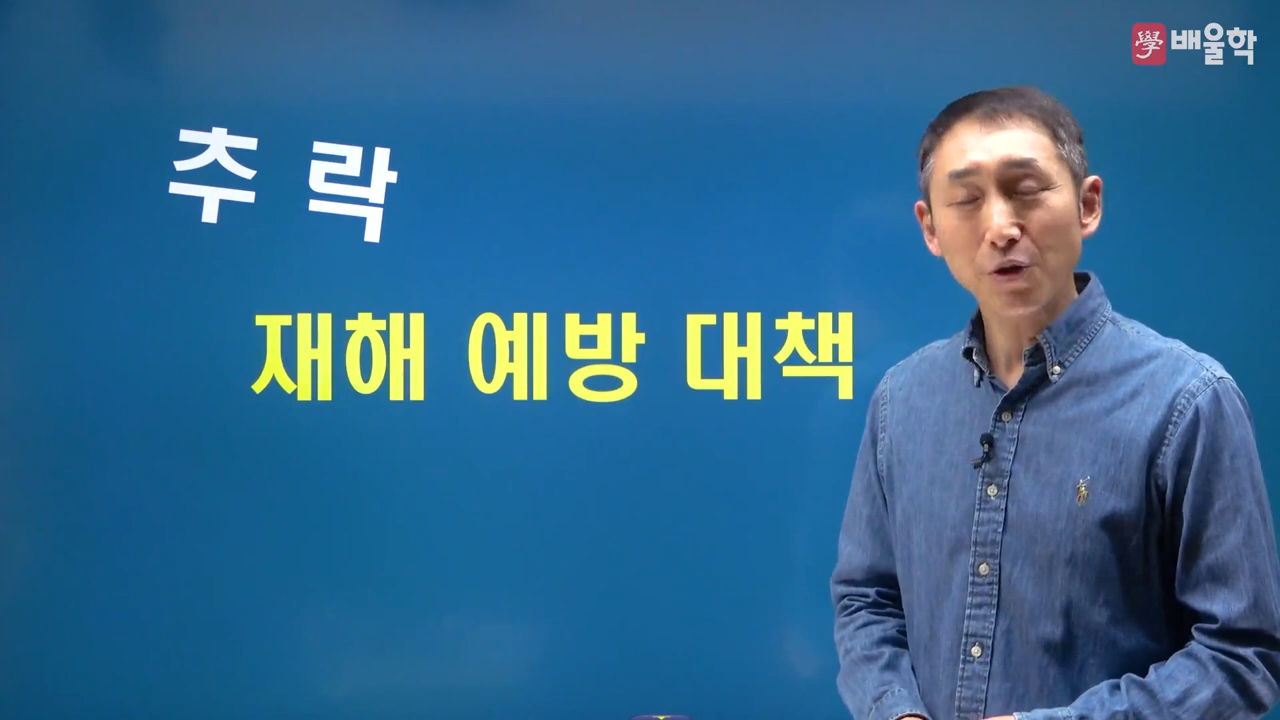 學 배울학
추 락
재해 예방 대책